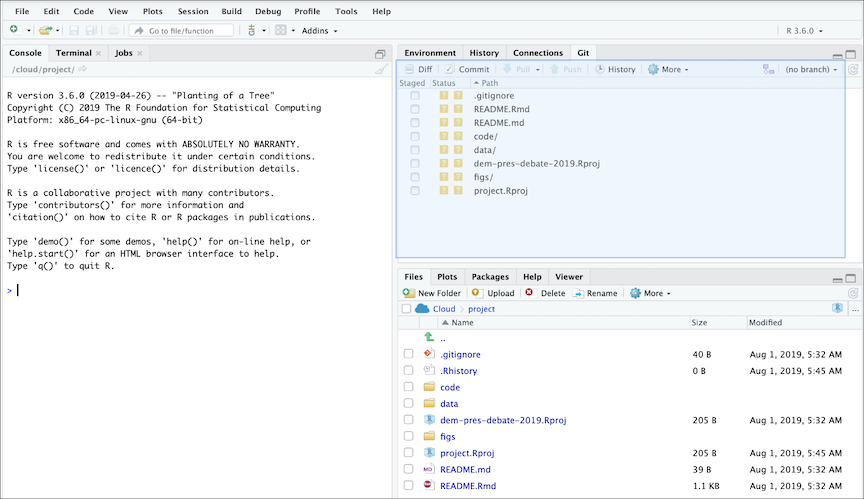 File Edit Code View Plots Session Build Debug Profile Tools Help
Go to file/function Addins R 3.6.0
Console Terminal Jobs
/cloud/project/
R version 3.6.0 (2019-04-26) -- "Planting of a Tree"
Copyright (C) 2019 The R Foundation for Statistical Computing
Platform: x86_64-pc-linux-gnu (64-bit)
R is free software and comes with ABSOLUTELY NO WARRANTY.
You are welcome to redistribute it under certain conditions.
Type 'license()' or 'licence()' for distribution details.
R is a collaborative project with many contributors.
Type 'contributors()' for more information and
'citation()' on how to cite R or R packages in publications.
Type 'demo()' for some demos, 'help()' for on-line help, or
'help.start()' for an HTML browser interface to help.
Type 'q()' to quit R.
>
Environment History Connections Git
Diff Commit Pull Push History More (no branch)
Staged Status Path
? ? .gitignore
? ? README.Rmd
? ? README.md
? ? code/
? ? data/
? ? dem-pres-debate-2019.Rproj
? ? figs/
? ? project.Rproj
Files Plots Packages Help Viewer
New Folder Upload Delete Rename More
Cloud project ...
Name Size Modified
..
.gitignore 40 B Aug 1, 2019, 5:32 AM
.Rhistory 0 B Aug 1, 2019, 5:45 AM
code
data
dem-pres-debate-2019.Rproj 205 B Aug 1, 2019, 5:32 AM
figs
project.Rproj 205 B Aug 1, 2019, 5:45 AM
README.md 39 B Aug 1, 2019, 5:32 AM
README.Rmd 1.1 KB Aug 1, 2019, 5:32 AM